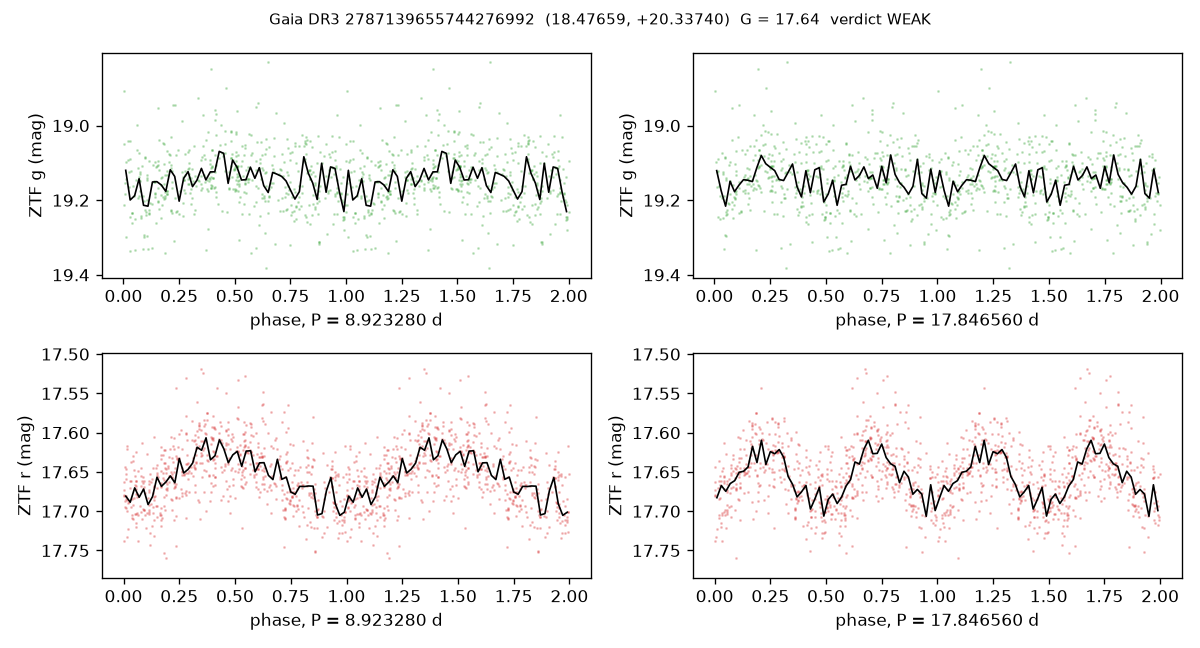 Gaia DR3 2787139655744276992 (18.47659, +20.33740) G = 17.64 verdict WEAK
ZTF g (mag)
19.0
19.2
19.4
0.00 0.25 0.50 0.75 1.00 1.25 1.50 1.75 2.00
phase, P = 8.923280 d
ZTF g (mag)
19.0
19.2
19.4
0.00 0.25 0.50 0.75 1.00 1.25 1.50 1.75 2.00
phase, P = 17.846560 d
ZTF r (mag)
17.50
17.55
17.60
17.65
17.70
17.75
0.00 0.25 0.50 0.75 1.00 1.25 1.50 1.75 2.00
phase, P = 8.923280 d
ZTF r (mag)
17.50
17.55
17.60
17.65
17.70
17.75
0.00 0.25 0.50 0.75 1.00 1.25 1.50 1.75 2.00
phase, P = 17.846560 d